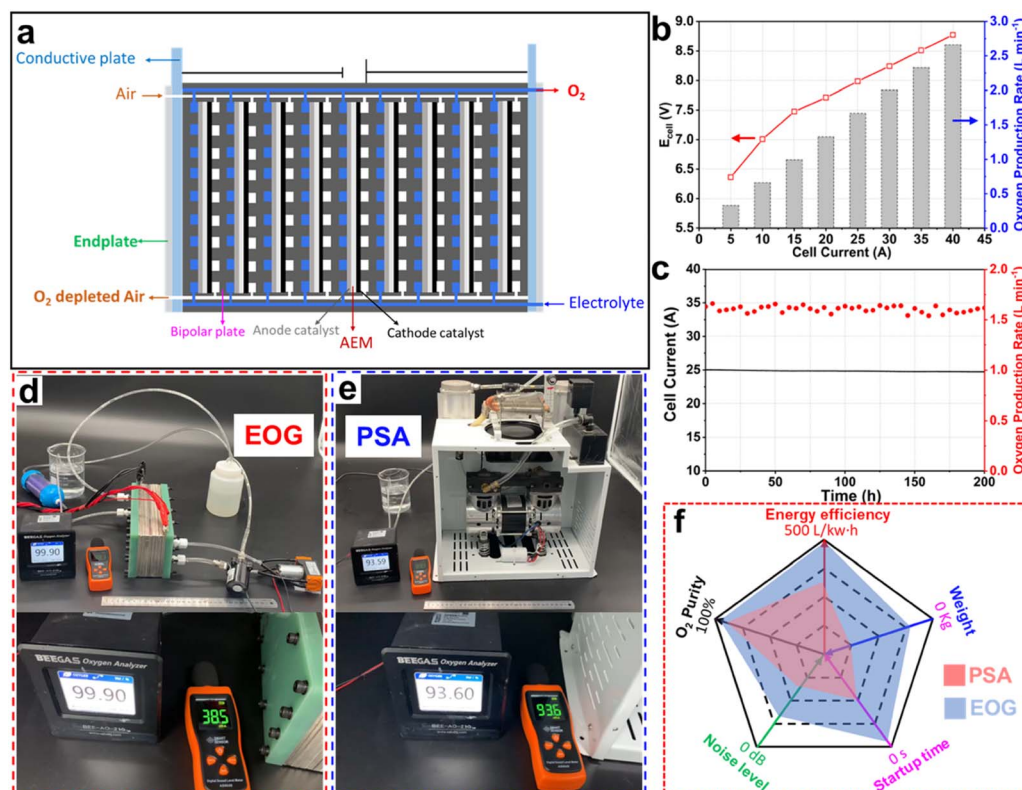 a
Conductive plate
Air
O₂
Endplate
O₂ depleted Air
Electrolyte
Bipolar plate
Anode catalyst
AEM
Cathode catalyst
b
9.0
8.5
8.0
7.5
7.0
6.5
6.0
5.5
E_cell (V)
3.0
2.5
2.0
1.5
1.0
0.5
0.0
Oxygen Production Rate (L min⁻¹)
0 5 10 15 20 25 30 35 40 45
Cell Current (A)
c
40
35
30
25
20
15
10
Cell Current (A)
2.0
1.5
1.0
0.5
0.0
Oxygen Production Rate (L min⁻¹)
0 50 100 150 200
Time (h)
d
EOG
99.90
BEEGAS Oxygen Analyzer
99.90
38.5
e
PSA
93.59
BEEGAS Oxygen Analyzer
93.60
93.6
f
Energy efficiency
500 L/kw·h
O₂ Purity
100%
Weight
0 Kg
PSA
EOG
Noise level
0 dB
Startup time
0 s